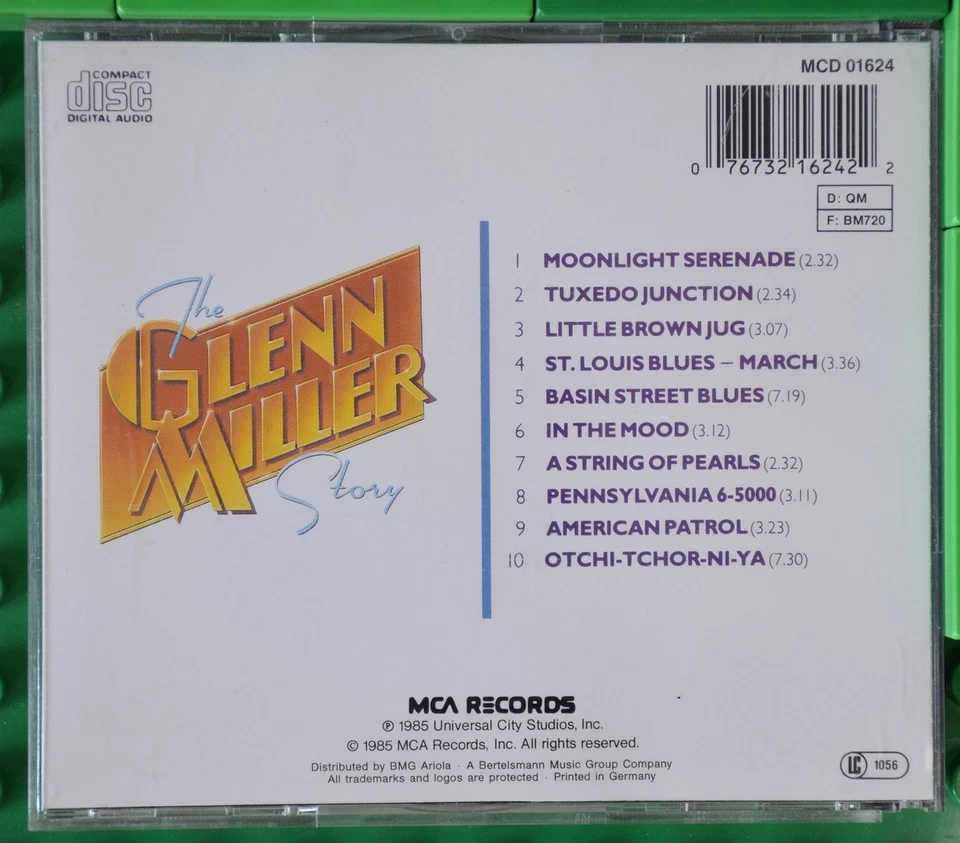 COMPACT
disc
DIGITAL AUDIO
MCD 01624
0 76732 16242 2
D: QM
F: BM720
The
GLENN
MILLER
Story
1 MOONLIGHT SERENADE (2.32)
2 TUXEDO JUNCTION (2.34)
3 LITTLE BROWN JUG (3.07)
4 ST. LOUIS BLUES – MARCH (3.36)
5 BASIN STREET BLUES (7.19)
6 IN THE MOOD (3.12)
7 A STRING OF PEARLS (2.32)
8 PENNSYLVANIA 6-5000 (3.11)
9 AMERICAN PATROL (3.23)
10 OTCHI-TCHOR-NI-YA (7.30)
MCA RECORDS
℗ 1985 Universal City Studios, Inc.
© 1985 MCA Records, Inc. All rights reserved.
Distributed by BMG Ariola · A Bertelsmann Music Group Company
All trademarks and logos are protected · Printed in Germany
LC 1056